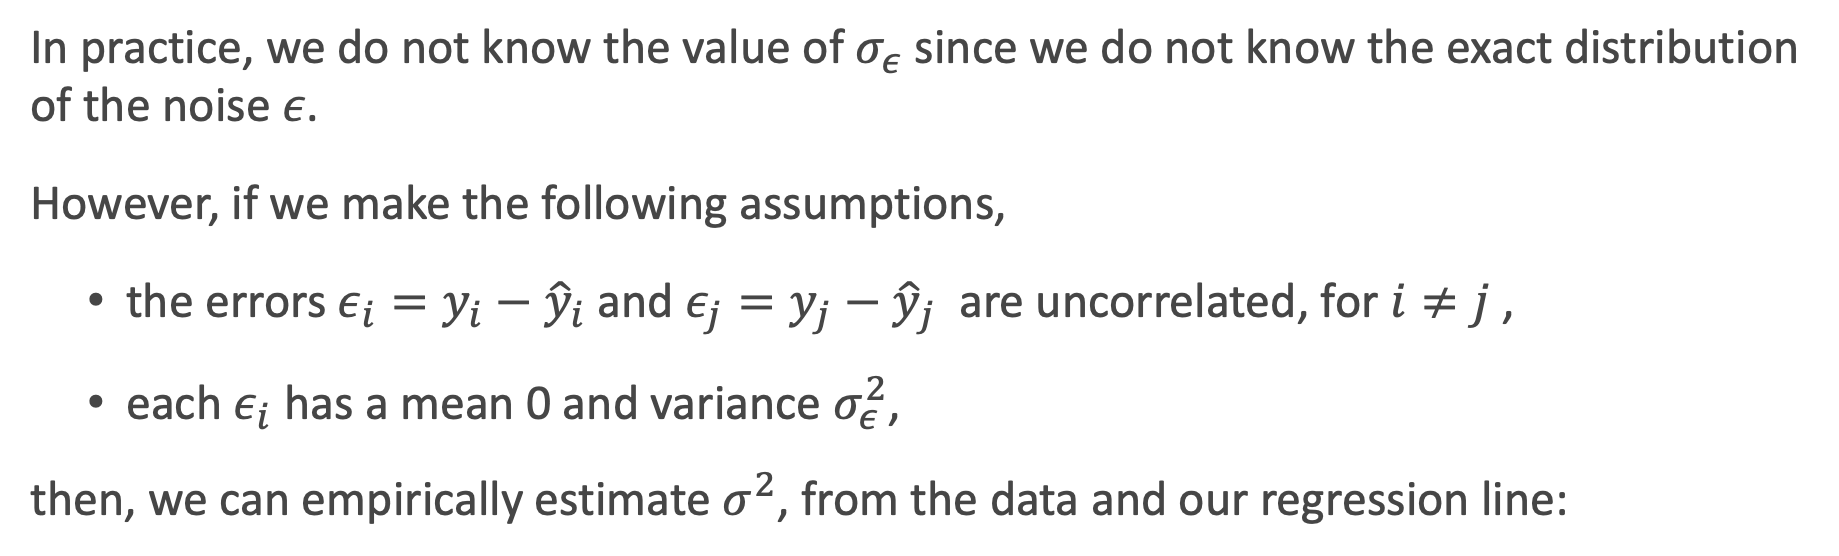 In practice, we do not know the value of σ_ϵ since we do not know the exact distribution
of the noise ϵ.
However, if we make the following assumptions,
• the errors ϵ_i = y_i − ŷ_i and ϵ_j = y_j − ŷ_j are uncorrelated, for i ≠ j ,
• each ϵ_i has a mean 0 and variance σ_ϵ^2,
then, we can empirically estimate σ^2, from the data and our regression line: